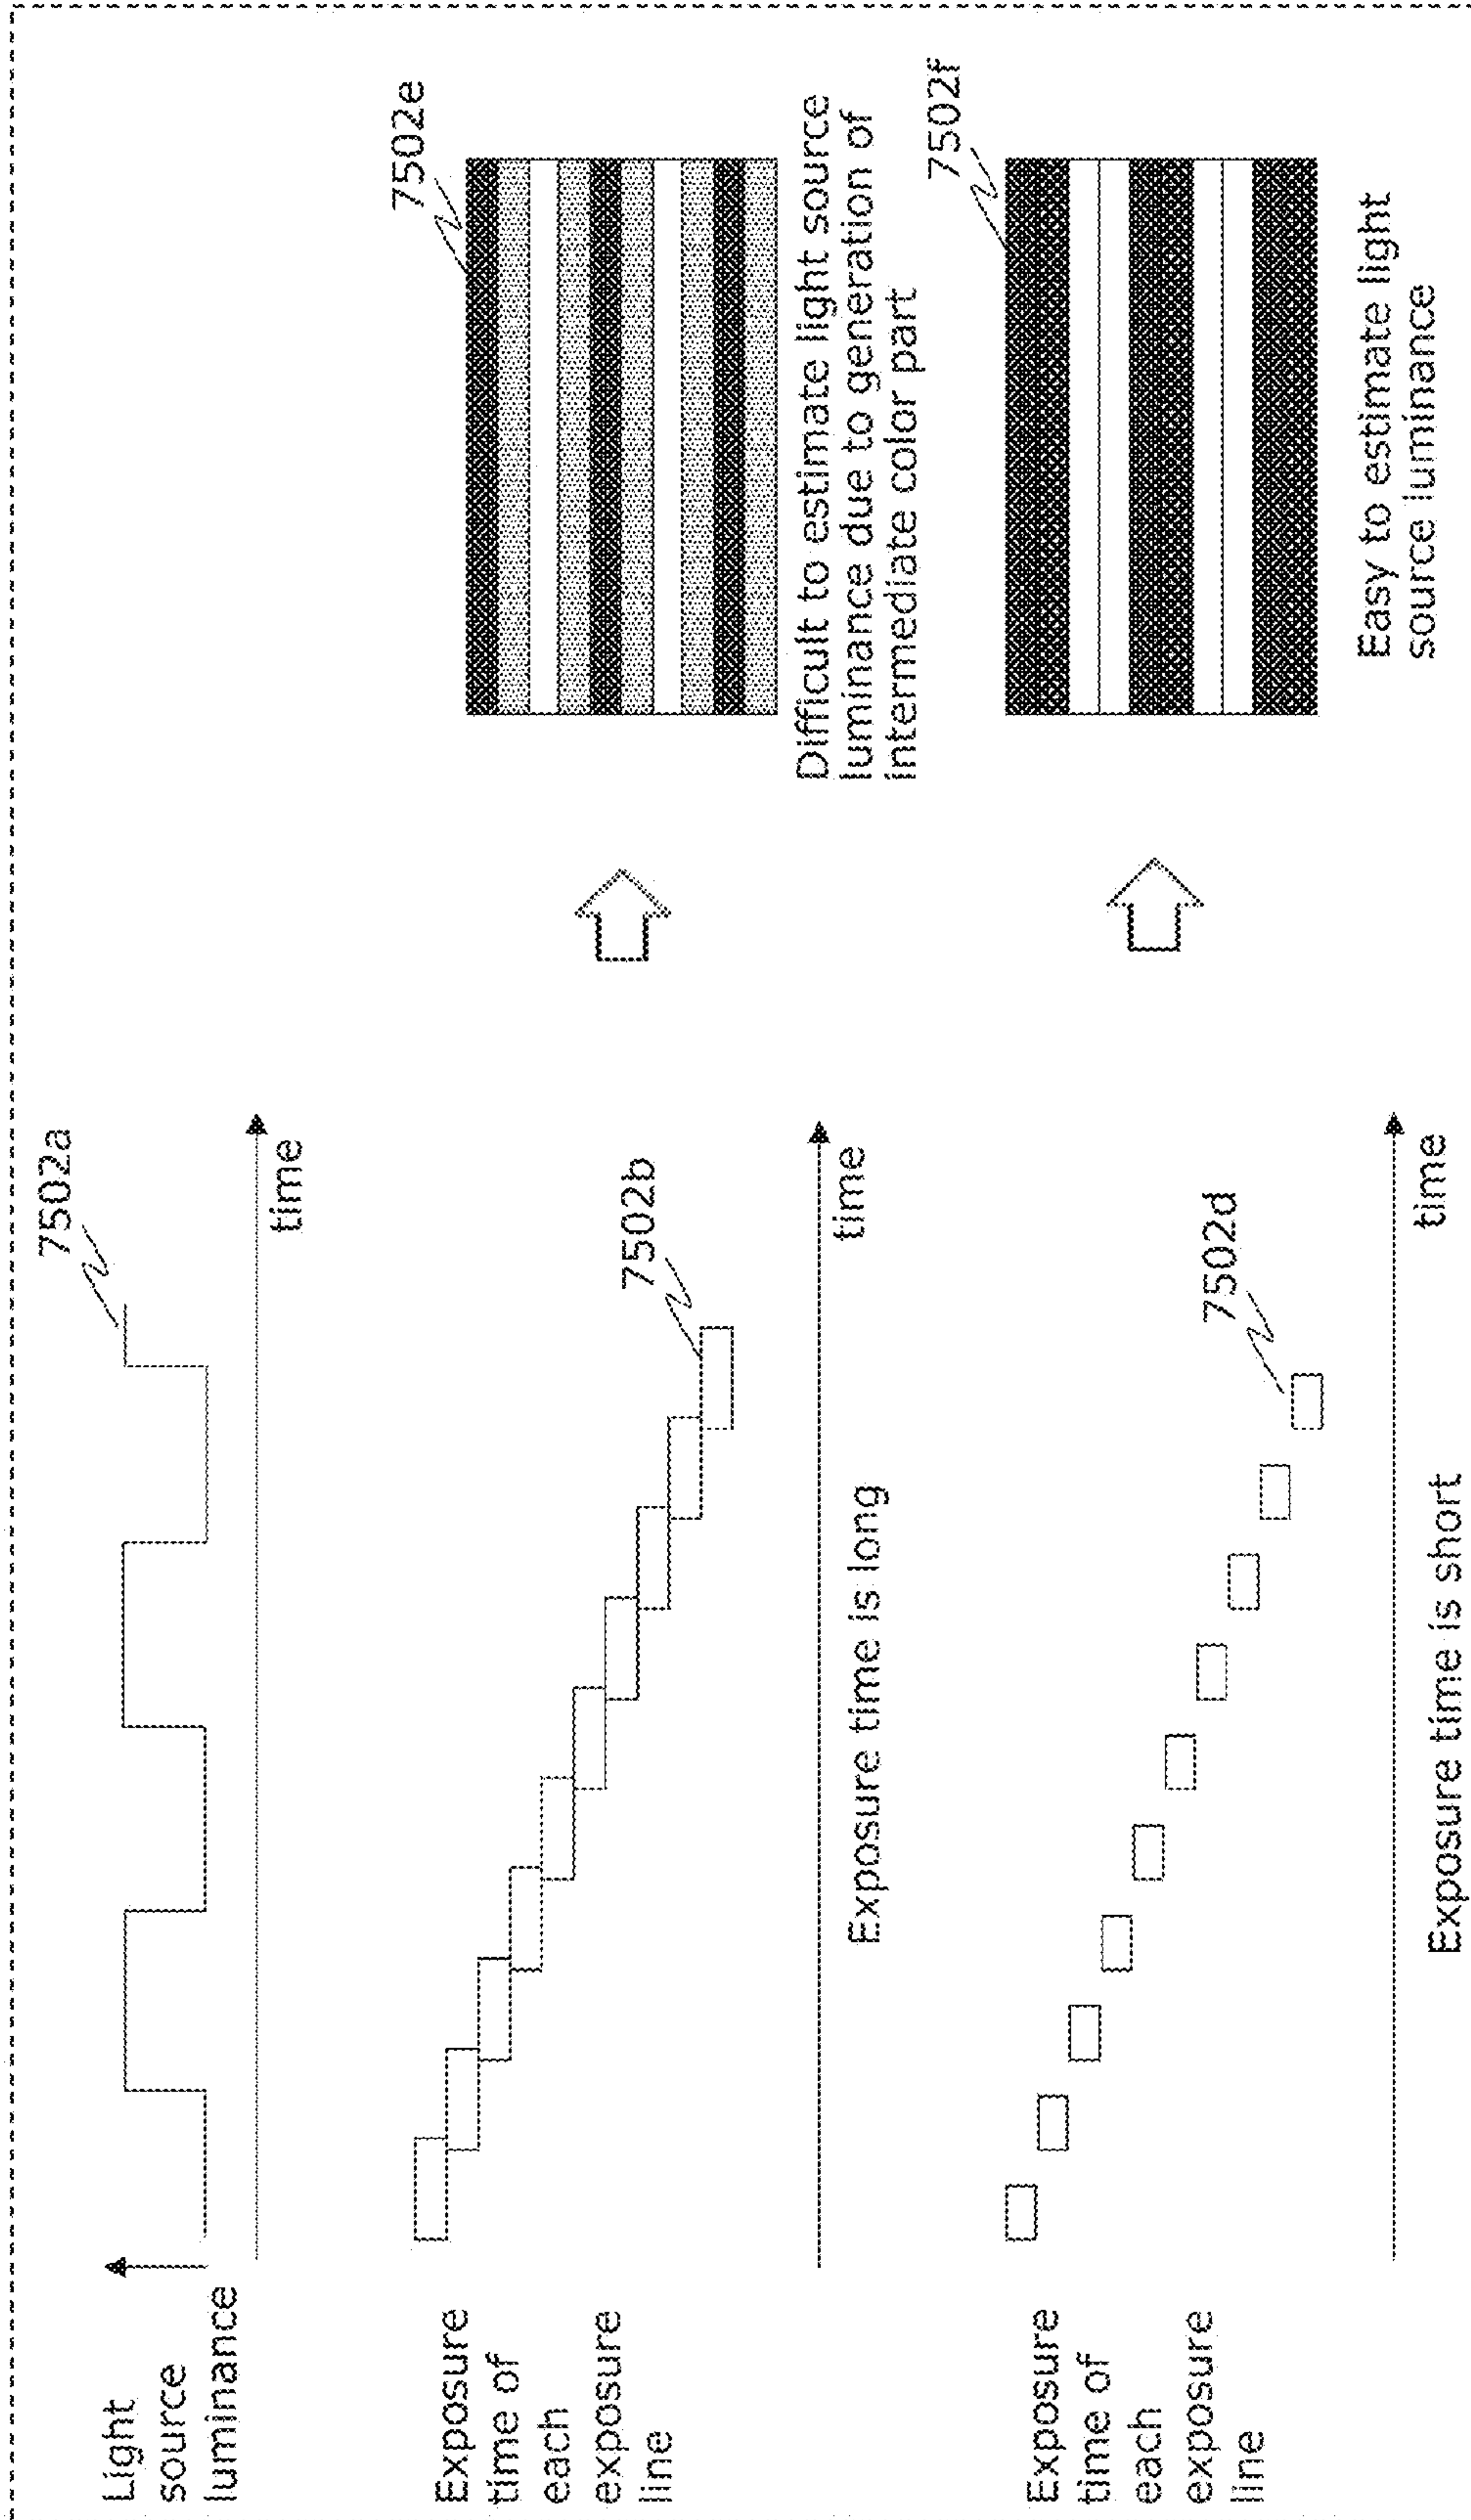 Light
source
luminance
7502a
time
Exposure
time of
each
exposure
line
7502b
time
Exposure time is long
7502e
Difficult to estimate light source
luminance due to generation of
intermediate color part
Exposure
time of
each
exposure
line
7502d
time
Exposure time is short
7502f
Easy to estimate light
source luminance